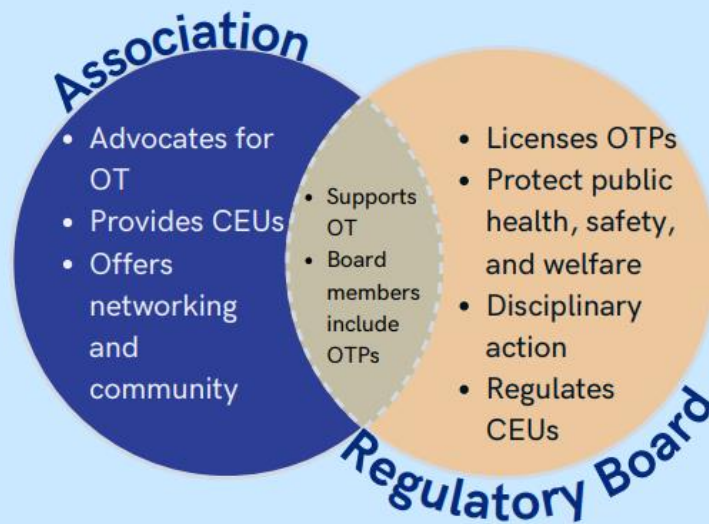 Association
• Advocates for
OT
• Provides CEUs
• Offers
networking
and
community
• Supports
OT
• Board
members
include
OTPs
• Licenses OTPs
• Protect public
health, safety,
and welfare
• Disciplinary
action
• Regulates
CEUs
Regulatory Board